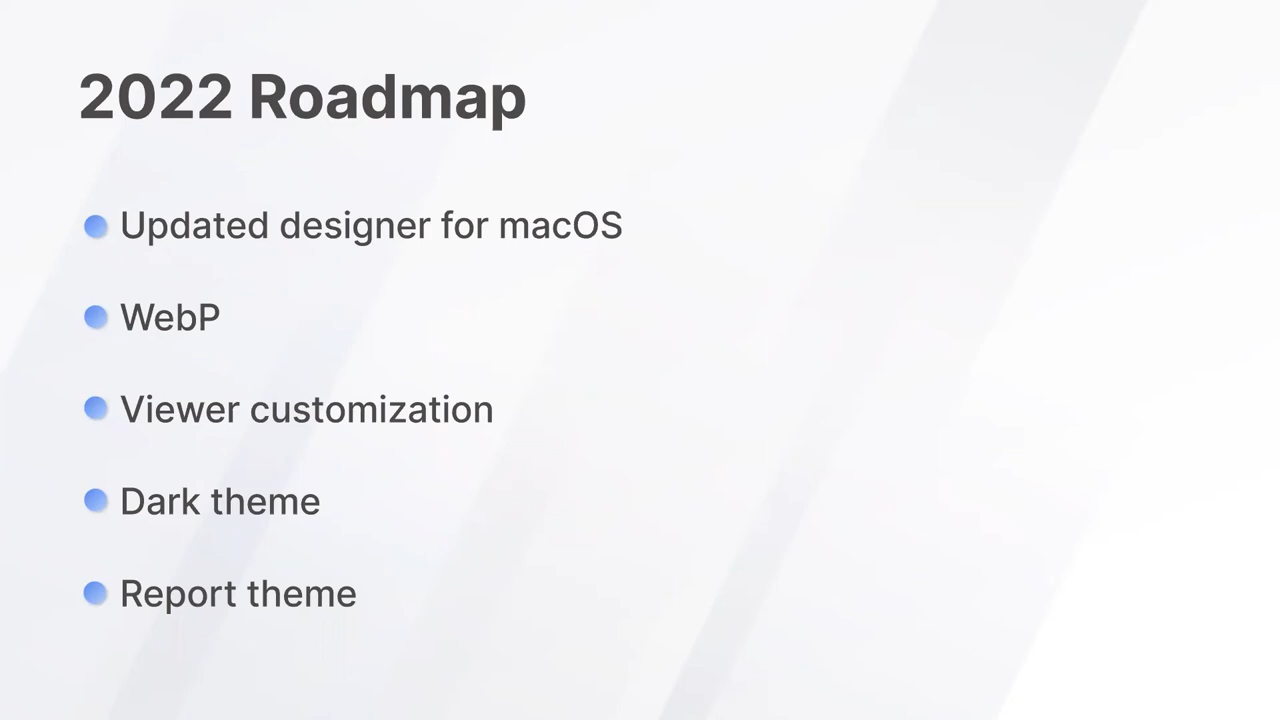 2022 Roadmap
Updated designer for macOS
WebP
Viewer customization
Dark theme
Report theme